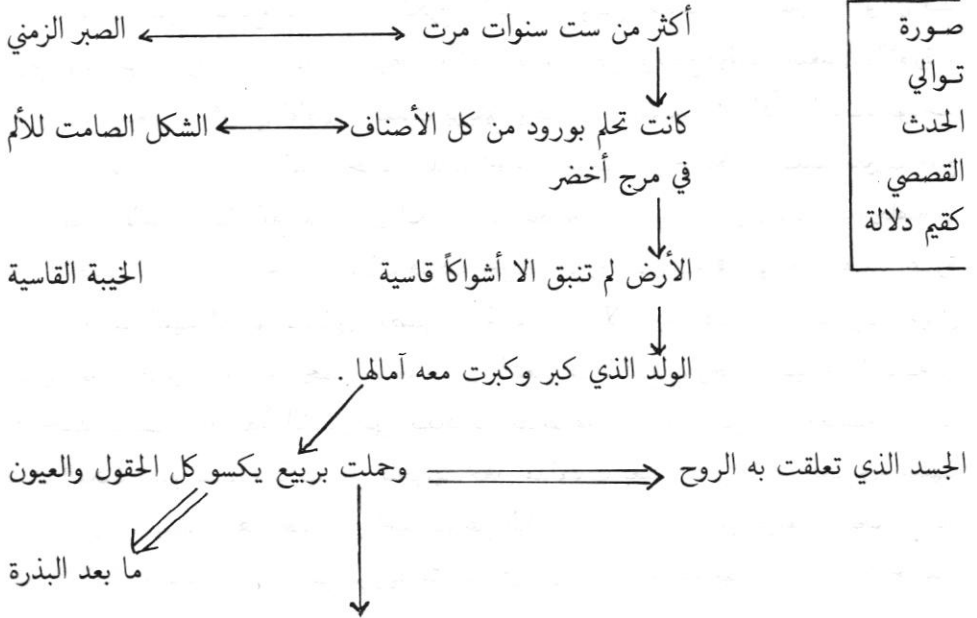 صورة
توالي
الحدث
القصصي
كقيم دلالة
أكثر من ست سنوات مرت
الصبر الزمني
كانت تحلم بورود من كل الأصناف
الشكل الصامت للألم
في مرج أخضر
الأرض لم تنبق الا أشواكاً قاسية
الخيبة القاسية
الولد الذي كبر وكبرت معه آمالها .
الجسد الذي تعلقت به الروح
وحملت بربيع يكسو كل الحقول والعيون
ما بعد البذرة